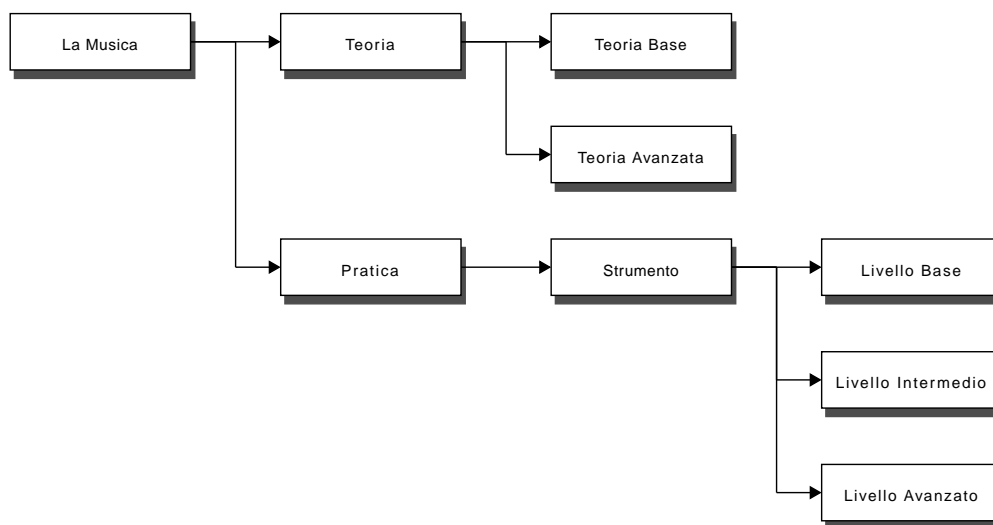 La Musica
Teoria
Teoria Base
Teoria Avanzata
Pratica
Strumento
Livello Base
Livello Intermedio
Livello Avanzato